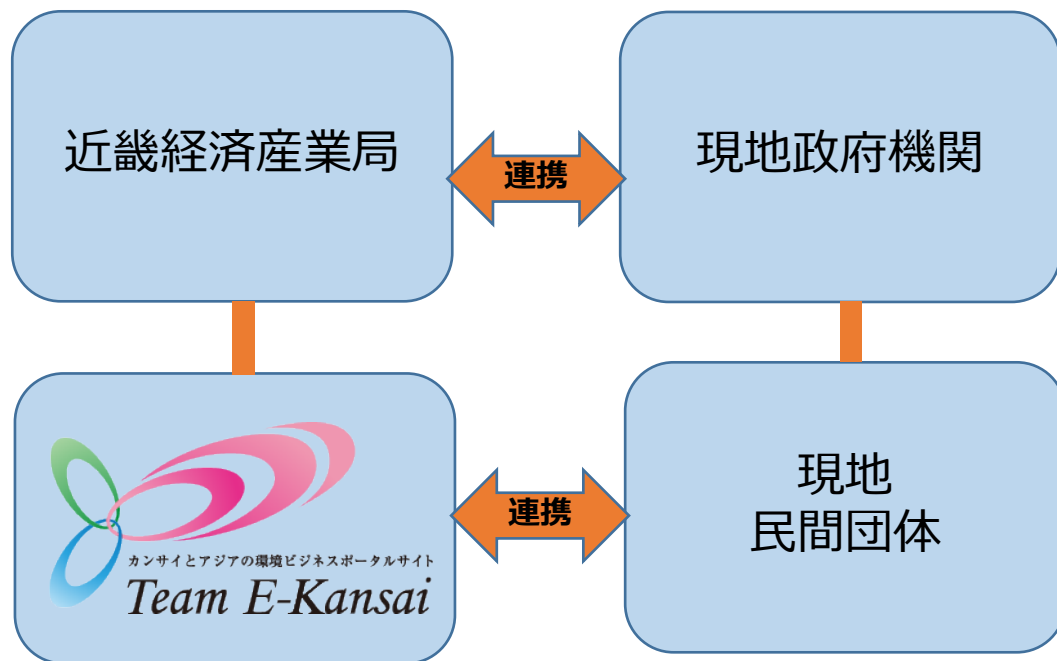 近畿経済産業局
連携
現地政府機関
カンサイとアジアの環境ビジネスポータルサイト
Team E-Kansai
連携
現地
民間団体